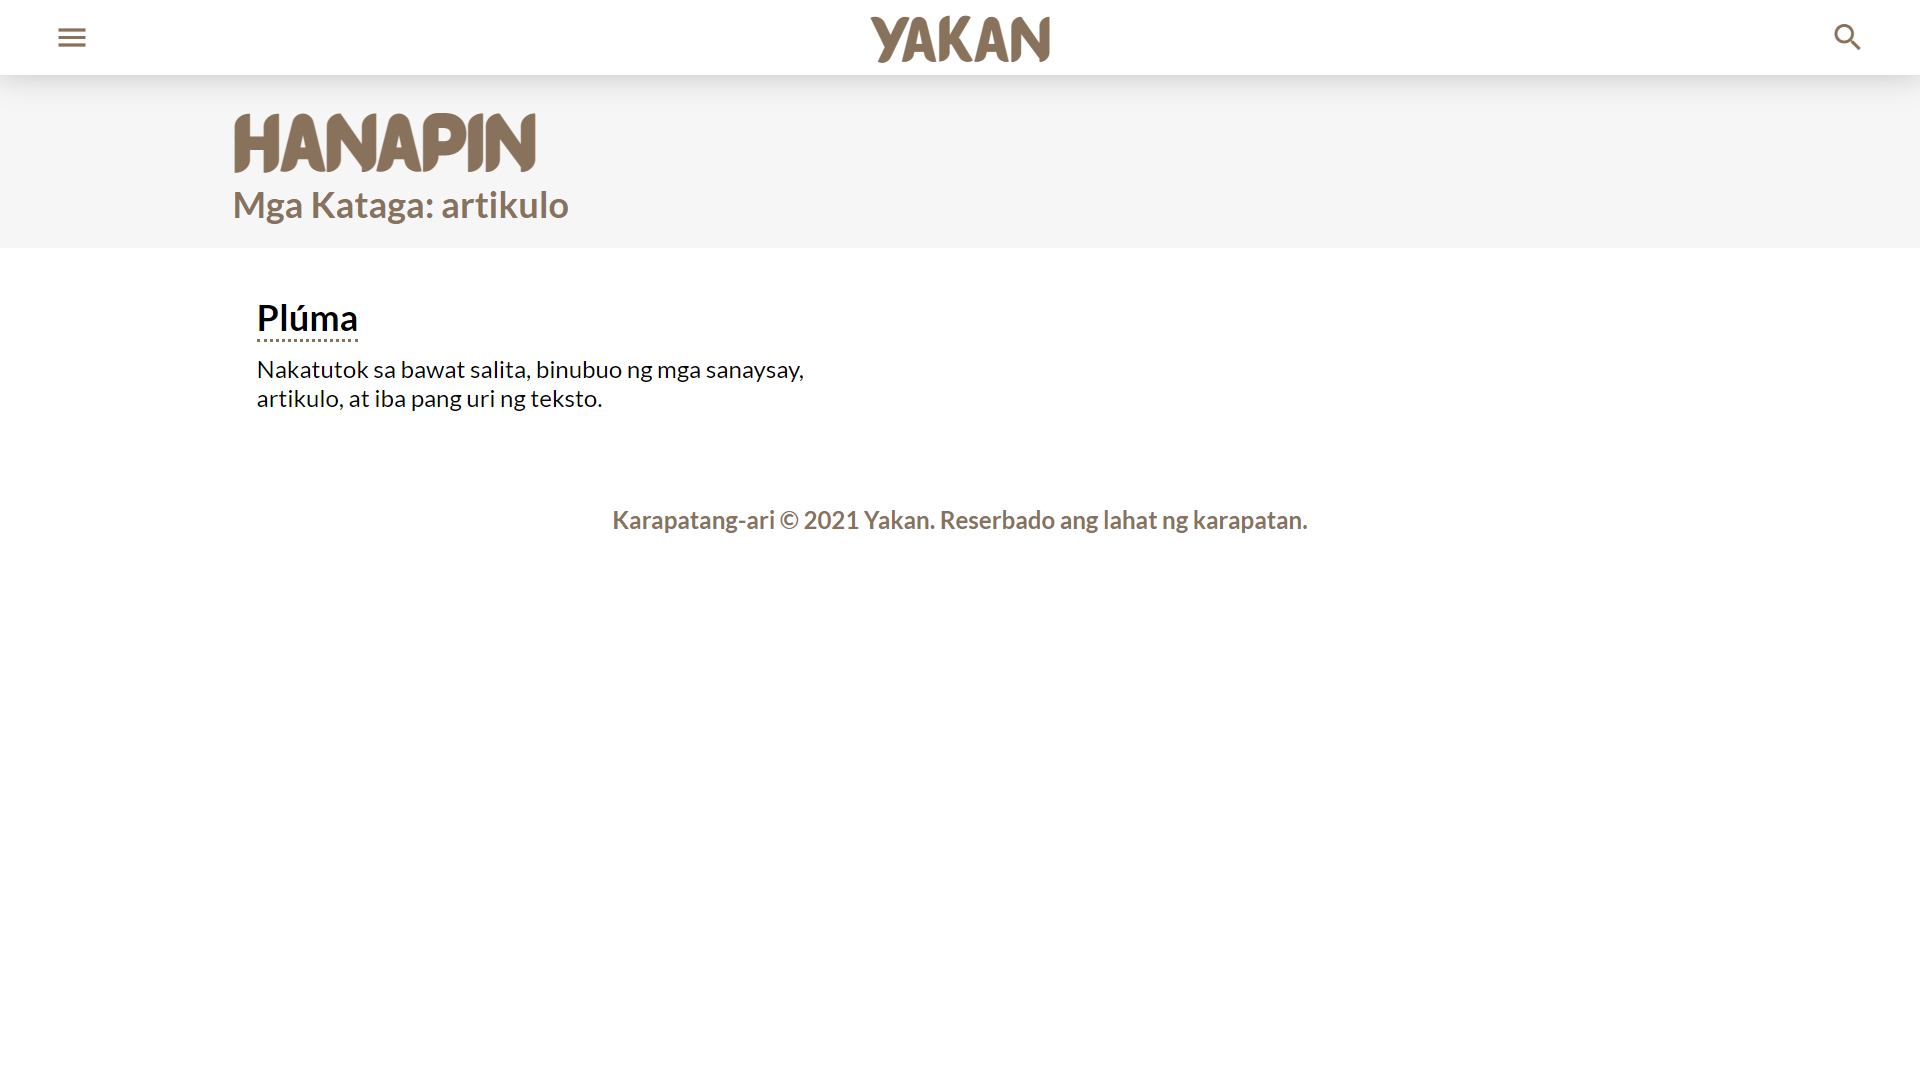 YAKAN
HANAPIN
Mga Kataga: artikulo
Plúma
Nakatutok sa bawat salita, binubuo ng mga sanaysay,
artikulo, at iba pang uri ng teksto.
Karapatang-ari © 2021 Yakan. Reserbado ang lahat ng karapatan.